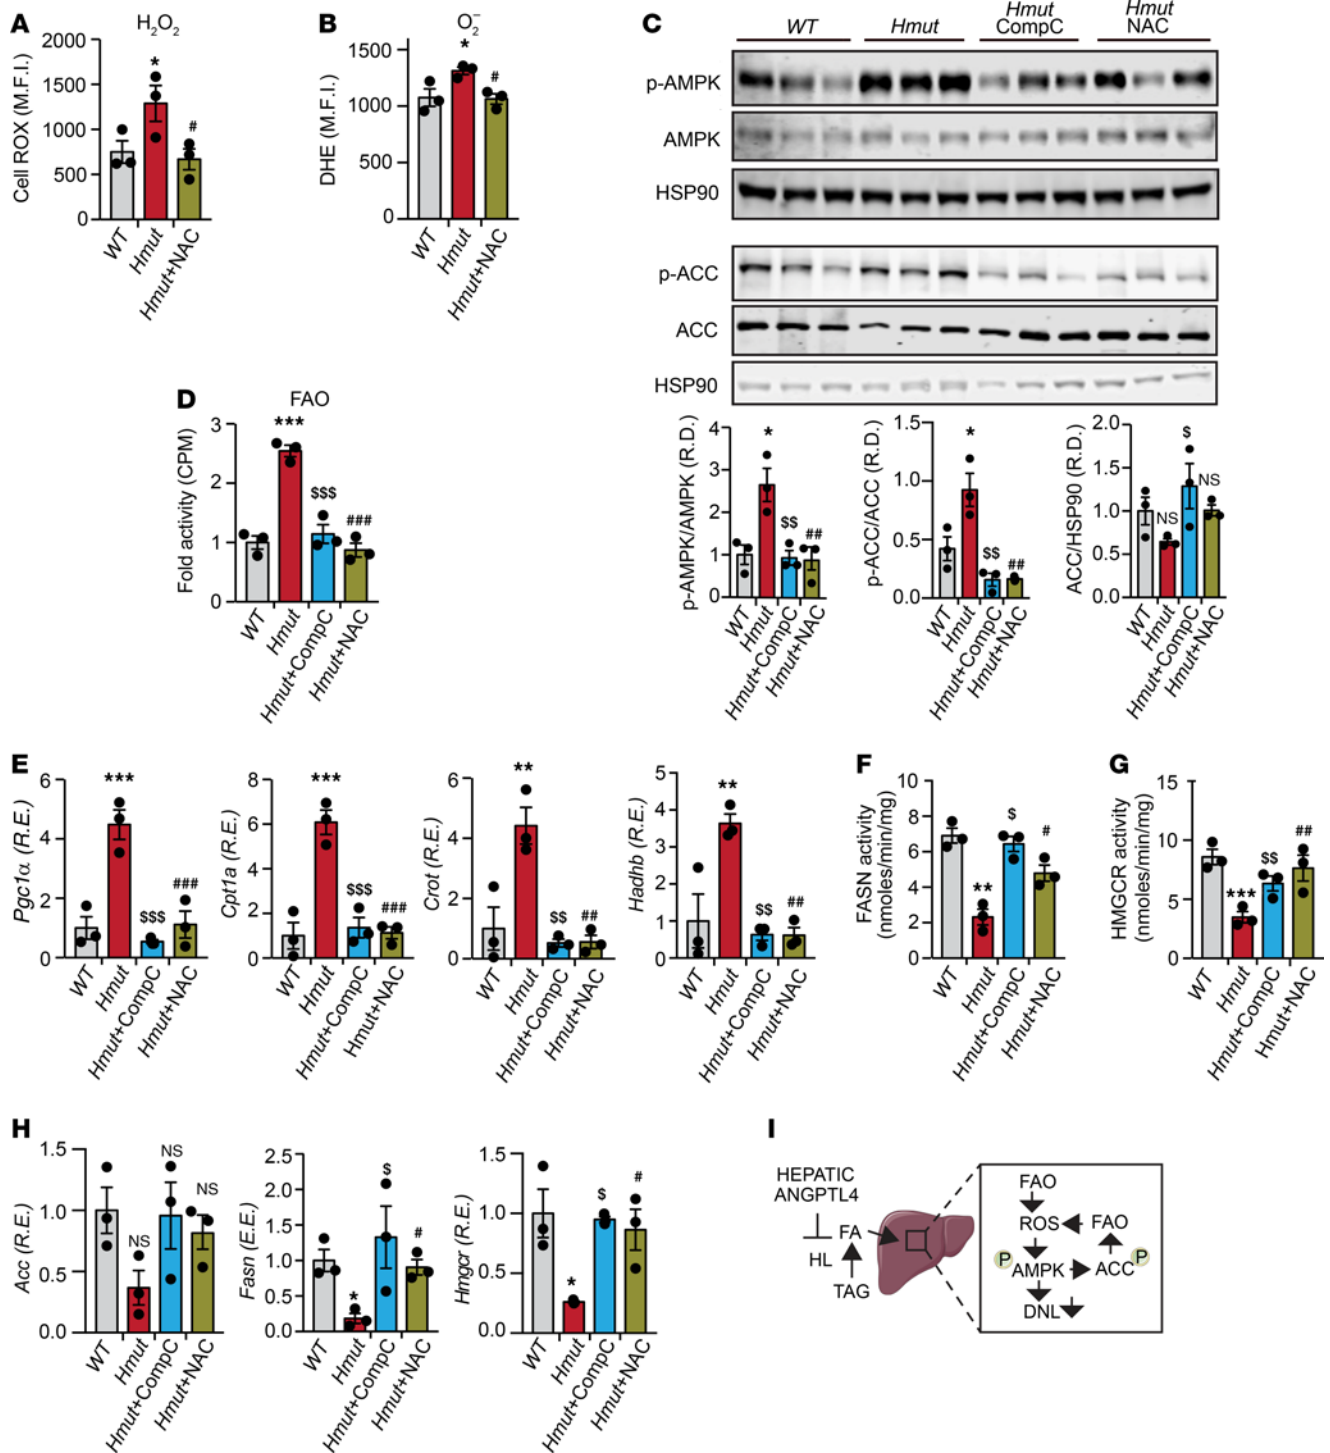 A
H₂O₂
Cell ROX (M.F.I.)
2000
1500
1000
500
0
*
#
WT
Hmut
Hmut+NAC
B
O₂⁻
DHE (M.F.I.)
1500
1000
500
0
*
#
WT
Hmut
Hmut+NAC
C
WT
Hmut
Hmut CompC
Hmut NAC
p-AMPK
AMPK
HSP90
p-ACC
ACC
HSP90
p-AMPK/AMPK (R.D.)
4
2
1
0
*
$$
##
WT
Hmut
Hmut+CompC
Hmut+NAC
p-ACC/ACC (R.D.)
1.5
1.0
0.5
0.0
*
$$
##
WT
Hmut
Hmut+CompC
Hmut+NAC
ACC/HSP90 (R.D.)
2.0
1.5
1.0
0.5
0.0
NS
$
NS
WT
Hmut
Hmut+CompC
Hmut+NAC
D
FAO
Fold activity (CPM)
3
2
1
0
***
$$$
###
WT
Hmut
Hmut+CompC
Hmut+NAC
E
Pgc1α (R.E.)
6
4
2
0
***
$$$
###
WT
Hmut
Hmut+CompC
Hmut+NAC
Cpt1a (R.E.)
8
6
4
2
0
***
$$$
###
WT
Hmut
Hmut+CompC
Hmut+NAC
Crot (R.E.)
6
4
2
0
**
$$
##
WT
Hmut
Hmut+CompC
Hmut+NAC
Hadhb (R.E.)
5
4
3
2
1
0
**
$$
##
WT
Hmut
Hmut+CompC
Hmut+NAC
F
FASN activity
(nmoles/min/mg)
10
8
6
4
2
0
**
$
#
WT
Hmut
Hmut+CompC
Hmut+NAC
G
HMGCR activity
(nmoles/min/mg)
15
10
5
0
***
$$
##
WT
Hmut
Hmut+CompC
Hmut+NAC
H
Acc (R.E.)
1.5
1.0
0.5
0.0
NS
NS
NS
WT
Hmut
Hmut+CompC
Hmut+NAC
Fasn (E.E.)
2.5
2.0
1.5
1.0
0.5
0.0
*
$
#
WT
Hmut
Hmut+CompC
Hmut+NAC
Hmgcr (R.E.)
1.5
1.0
0.5
0.0
*
$
#
WT
Hmut
Hmut+CompC
Hmut+NAC
I
HEPATIC
ANGPTL4
FA
HL
TAG
FAO
ROS
FAO
P
AMPK
ACC
P
DNL